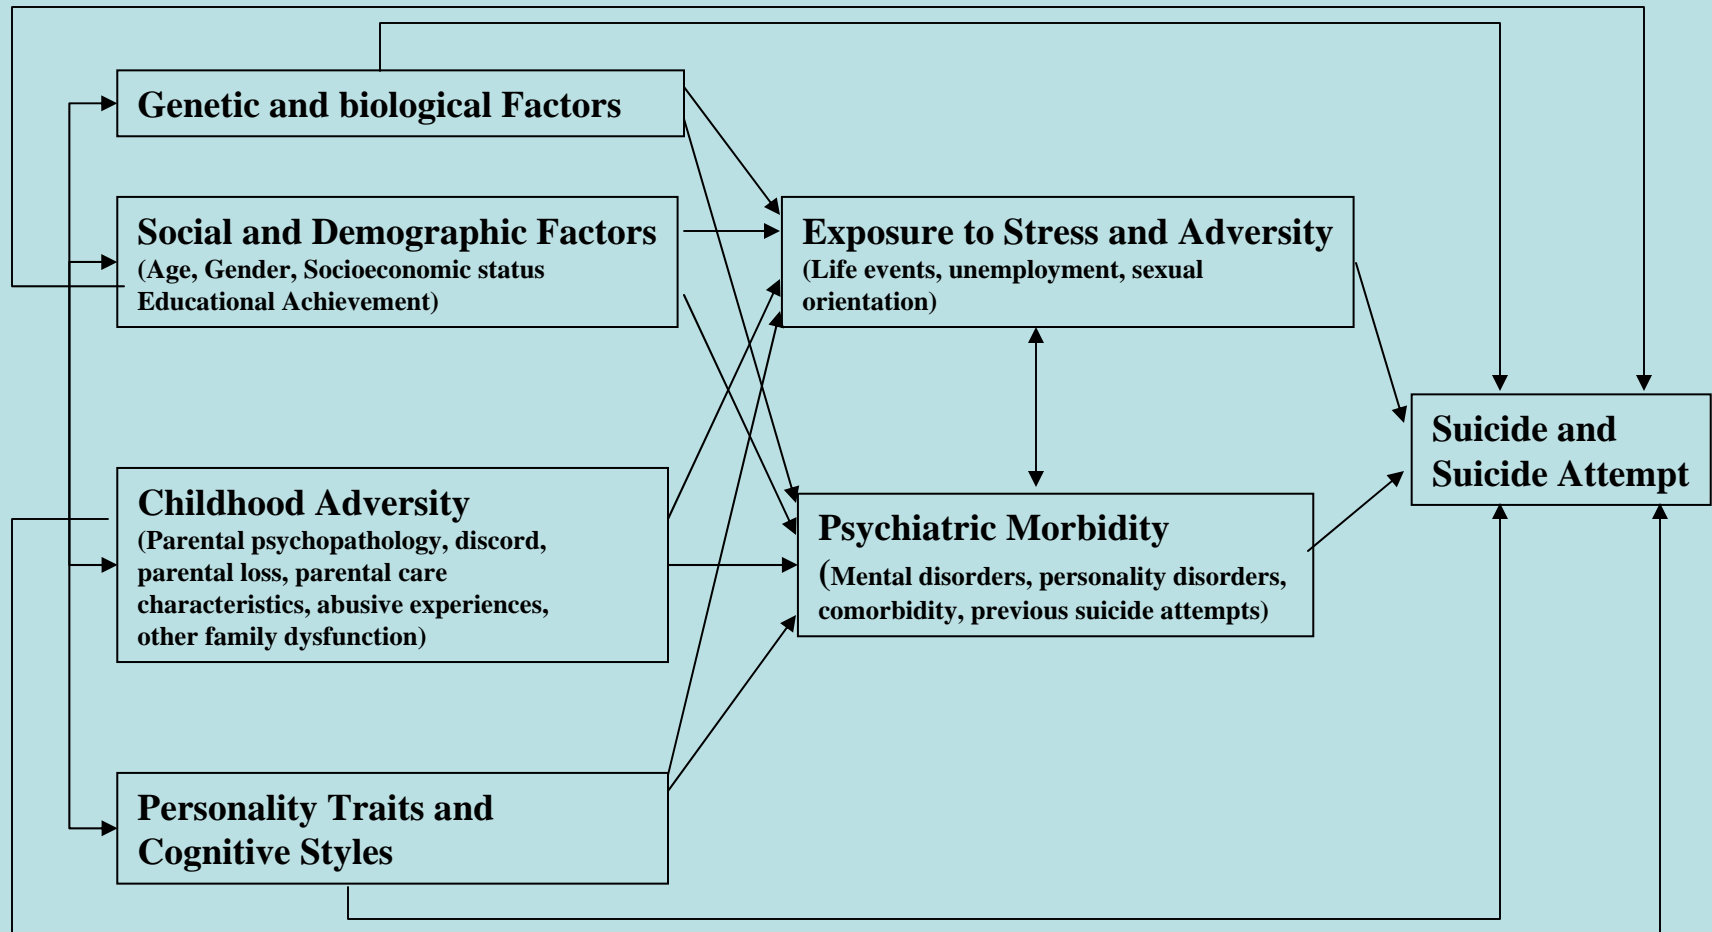 Genetic and biological Factors
Social and Demographic Factors
(Age, Gender, Socioeconomic status
Educational Achievement)
Childhood Adversity
(Parental psychopathology, discord,
parental loss, parental care
characteristics, abusive experiences,
other family dysfunction)
Personality Traits and
Cognitive Styles
Exposure to Stress and Adversity
(Life events, unemployment, sexual
orientation)
Psychiatric Morbidity
(Mental disorders, personality disorders,
comorbidity, previous suicide attempts)
Suicide and
Suicide Attempt